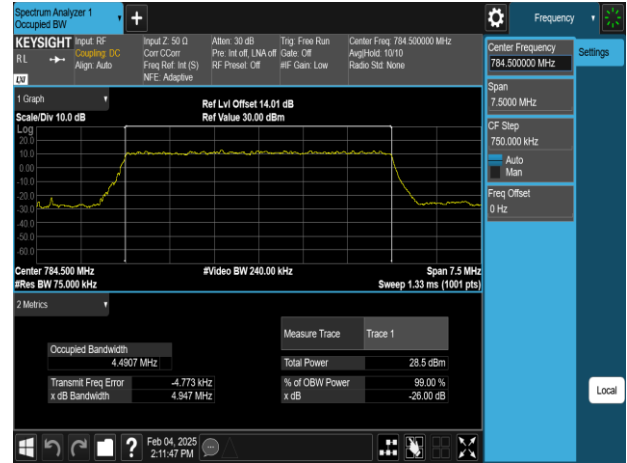 Spectrum Analyzer 1
Occupied BW
+
Frequency
KEYSIGHT
RL
LXI
Input: RF
Coupling: DC
Align: Auto
Input Z: 50 Ω
Corr CCorr
Freq Ref: Int (S)
NFE: Adaptive
Atten: 30 dB
Pre: Int off, LNA off
RF Preset: Off
Trig: Free Run
Gate: Off
#IF Gain: Low
Center Freq: 784.500000 MHz
Avg|Hold: 10/10
Radio Std: None
Center Frequency
784.500000 MHz
Settings
Span
7.5000 MHz
CF Step
750.000 kHz
Auto
Man
Freq Offset
0 Hz
Local
1 Graph
Scale/Div 10.0 dB
Ref Lvl Offset 14.01 dB
Ref Value 30.00 dBm
Log
20.0
10.0
0.00
-10.0
-20.0
-30.0
-40.0
-50.0
-60.0
Center 784.500 MHz
#Video BW 240.00 kHz
Span 7.5 MHz
#Res BW 75.000 kHz
Sweep 1.33 ms (1001 pts)
2 Metrics
Measure Trace
Trace 1
Occupied Bandwidth
4.4907 MHz
Total Power
28.5 dBm
Transmit Freq Error
-4.773 kHz
% of OBW Power
99.00 %
x dB Bandwidth
4.947 MHz
x dB
-26.00 dB
?
Feb 04, 2025
2:11:47 PM